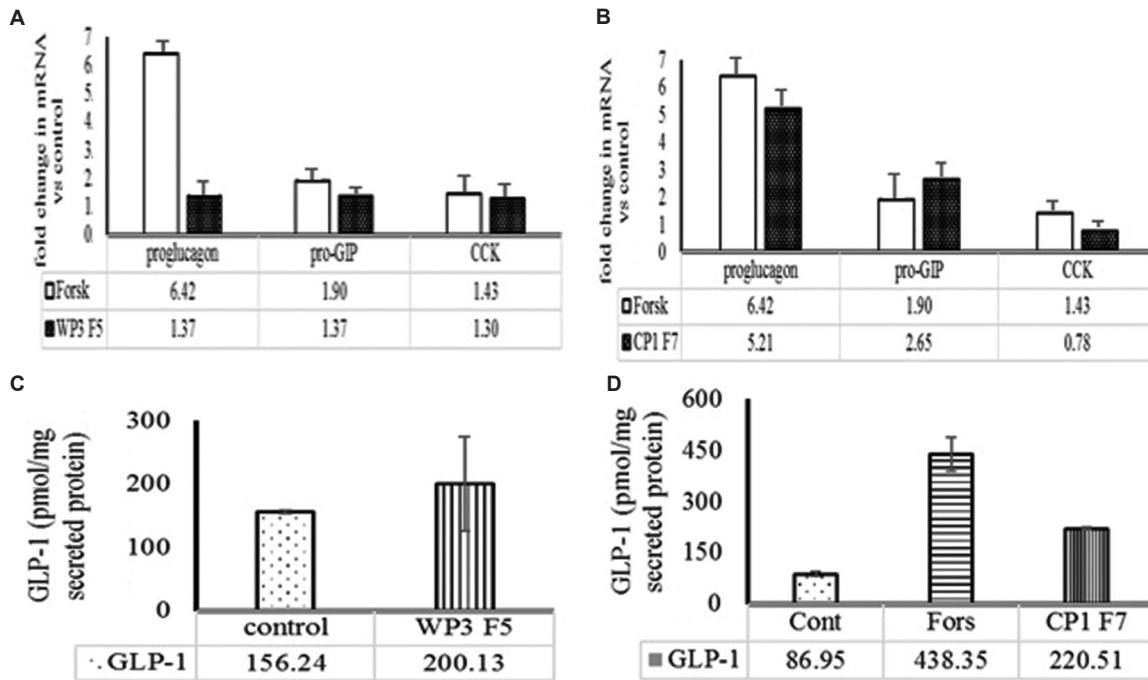 A
fold change in mRNA
vs control
7
6
5
4
3
2
1
0
proglucagon pro-GIP CCK
Forsk 6.42 1.90 1.43
WP3 F5 1.37 1.37 1.30
B
fold change in mRNA
vs control
7
6
5
4
3
2
1
0
proglucagon pro-GIP CCK
Forsk 6.42 1.90 1.43
CP1 F7 5.21 2.65 0.78
C
GLP-1 (pmol/mg
secreted protein)
300
200
100
0
control WP3 F5
GLP-1 156.24 200.13
D
GLP-1 (pmol/mg
secreted protein)
600
450
300
150
0
Cont Fors CP1 F7
GLP-1 86.95 438.35 220.51